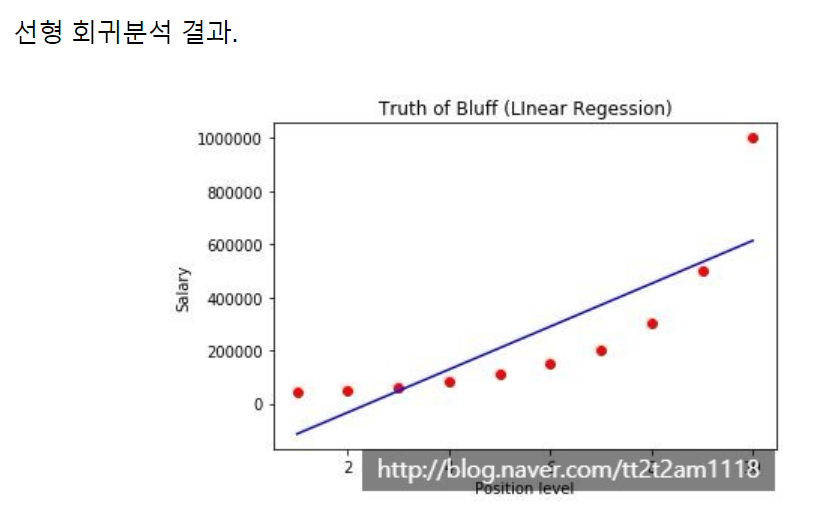 선형 회귀분석 결과.
Truth of Bluff (LInear Regression)
1000000
800000
600000
400000
200000
0
Salary
2
http://blog.naver.com/tt2t2am1118
Position level